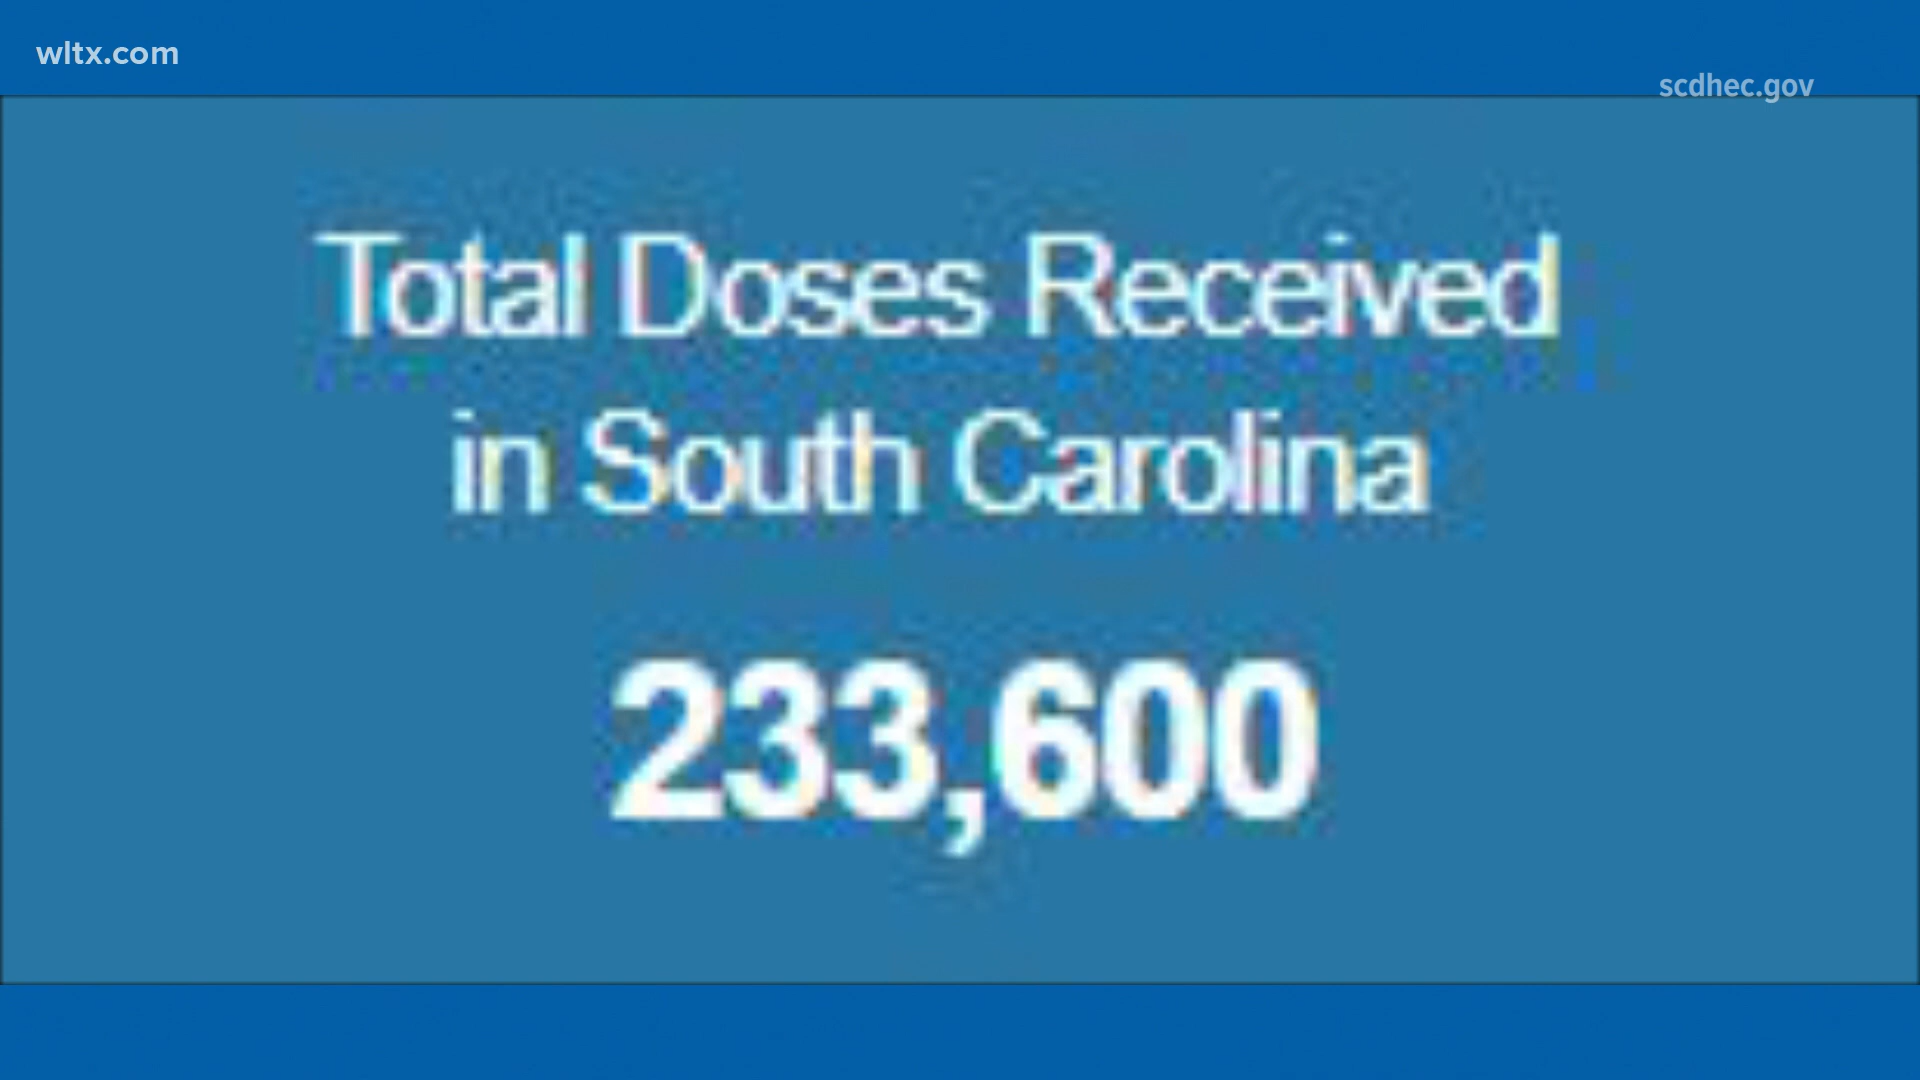 wltx.com
scdhec.gov
Total Doses Received
in South Carolina
233,600